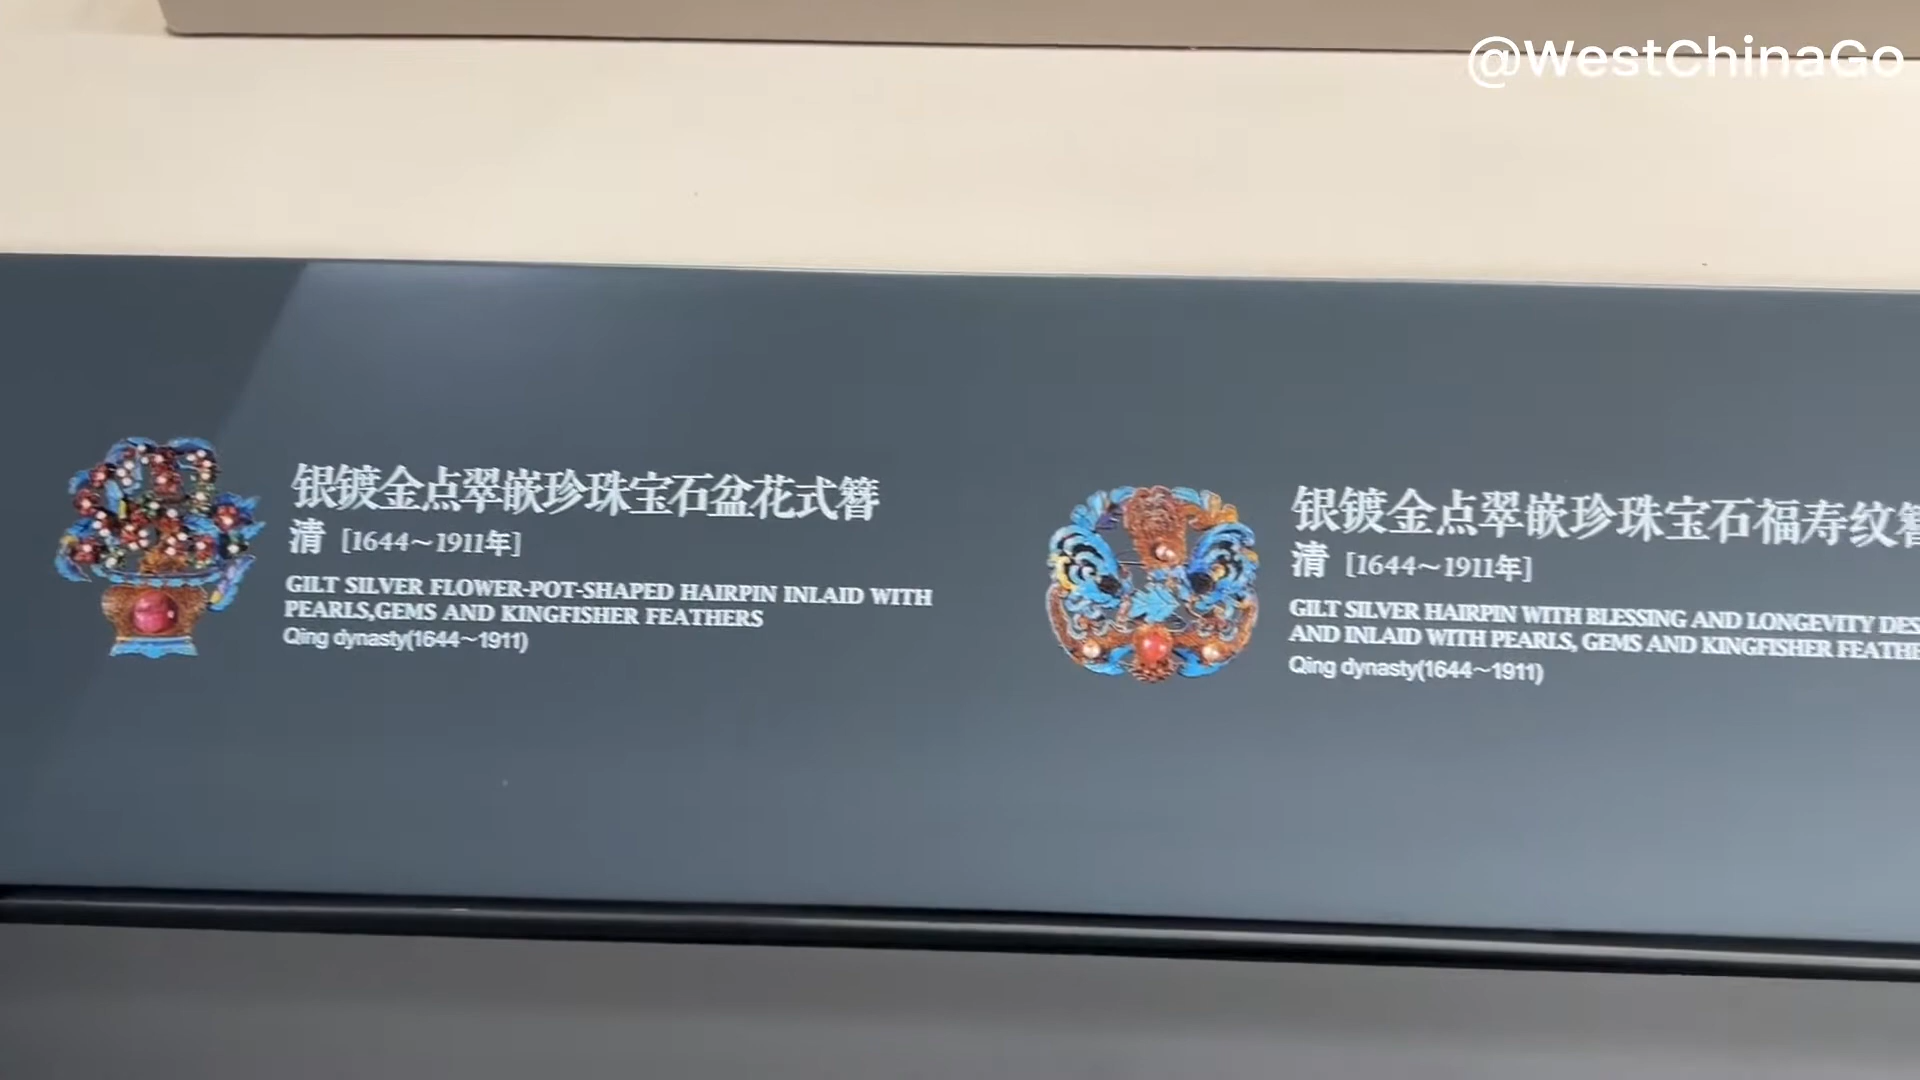 @WestChinaGo
银镀金点翠嵌珍珠宝石盆花式簪
清 [1644～1911年]
GILT SILVER FLOWER-POT-SHAPED HAIRPIN INLAID WITH
PEARLS,GEMS AND KINGFISHER FEATHERS
Qing dynasty(1644～1911)
银镀金点翠嵌珍珠宝石福寿纹簪
清 [1644～1911年]
GILT SILVER HAIRPIN WITH BLESSING AND LONGEVITY
AND INLAID WITH PEARLS, GEMS AND KINGFISHER
Qing dynasty(1644～1911)